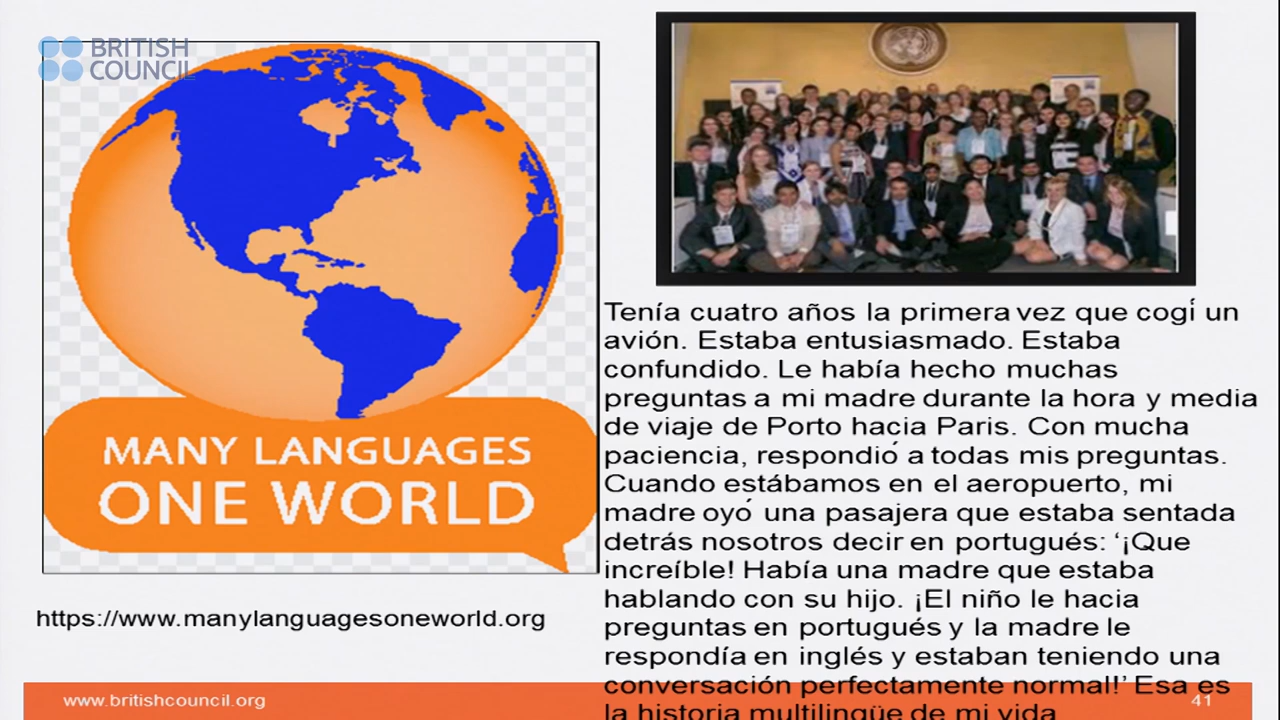 BRITISH
COUNCIL
MANY LANGUAGES
ONE WORLD
https://www.manylanguagesoneworld.org
Tenía cuatro años la primera vez que cogí un
avión. Estaba entusiasmado. Estaba
confundido. Le había hecho muchas
preguntas a mi madre durante la hora y media
de viaje de Porto hacia Paris. Con mucha
paciencia, respondió a todas mis preguntas.
Cuando estábamos en el aeropuerto, mi
madre oyó una pasajera que estaba sentada
detrás nosotros decir en portugués: ‘¡Que
increíble! Había una madre que estaba
hablando con su hijo. ¡El niño le hacia
preguntas en portugués y la madre le
respondía en inglés y estaban teniendo una
conversación perfectamente normal!’ Esa es
la historia multilingüe de mi vida
www.britishcouncil.org
41